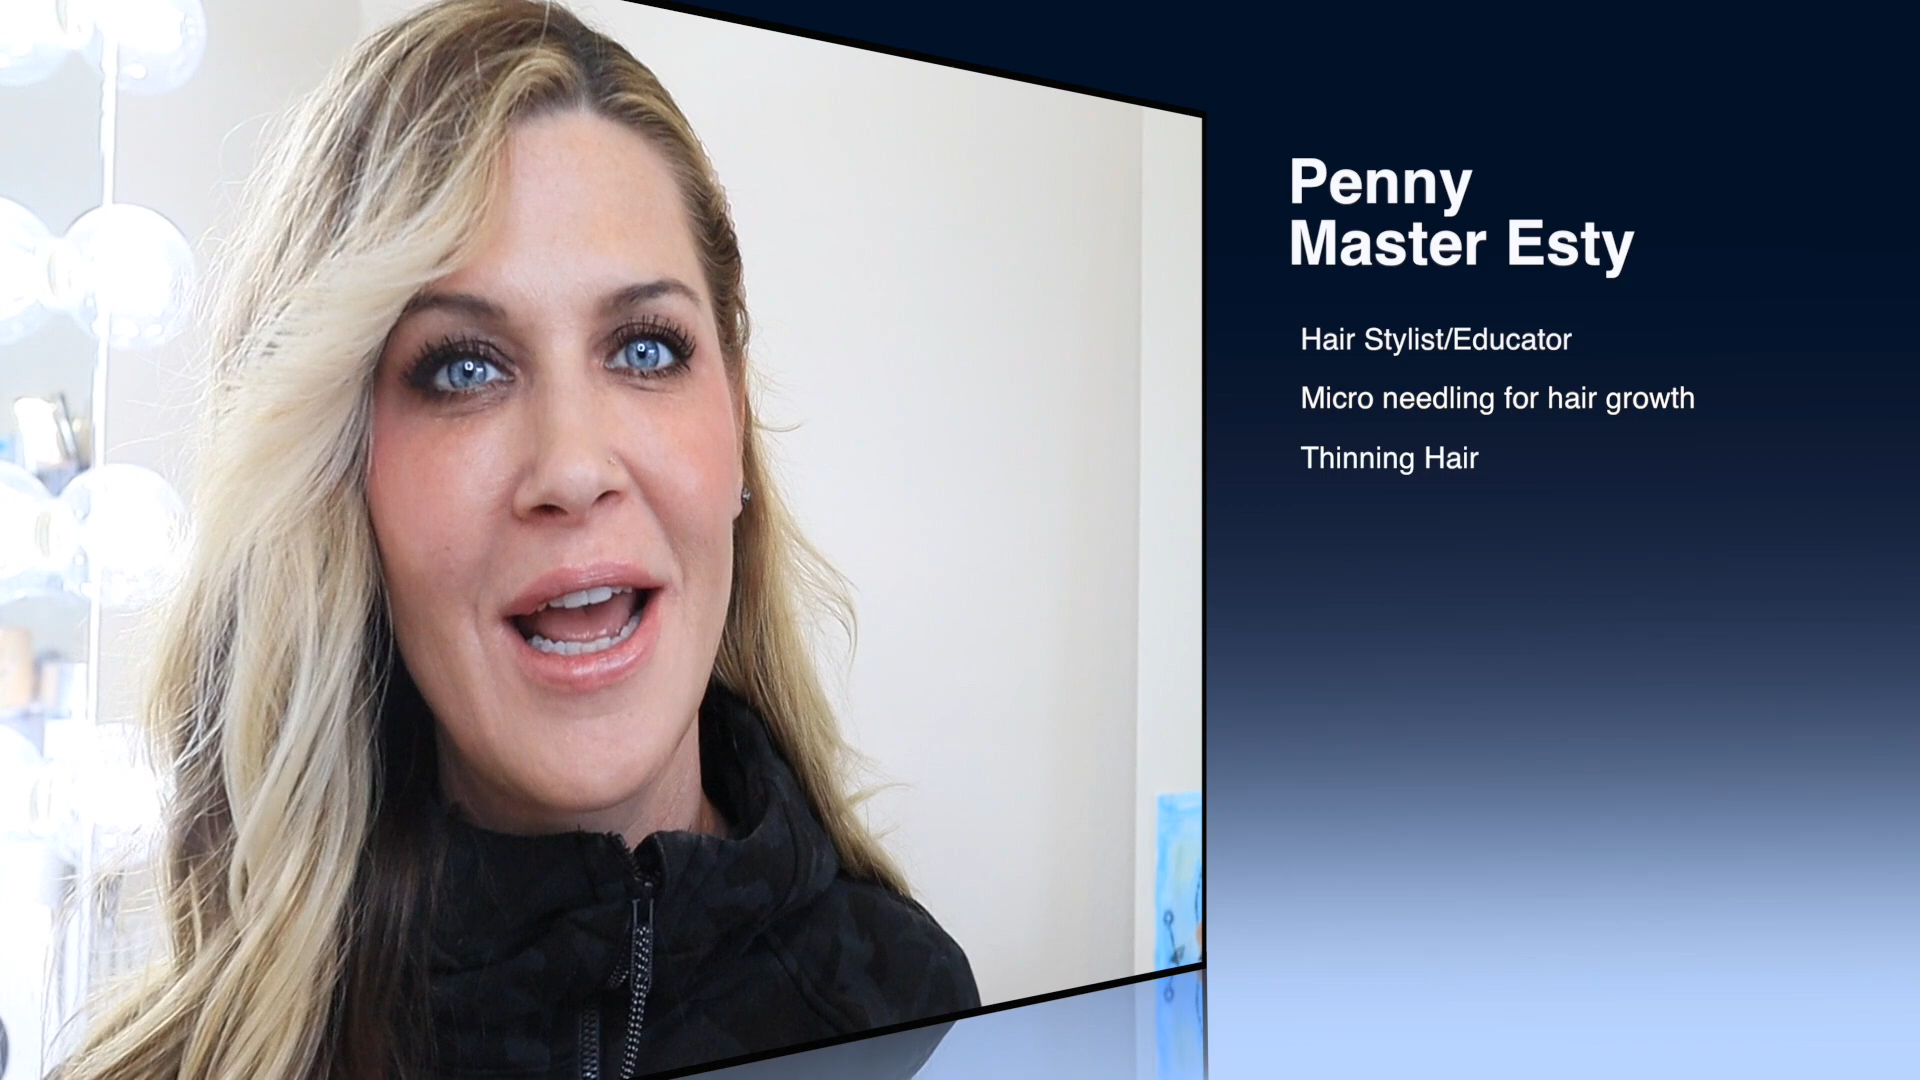 Penny
Master Esty
Hair Stylist/Educator
Micro needling for hair growth
Thinning Hair